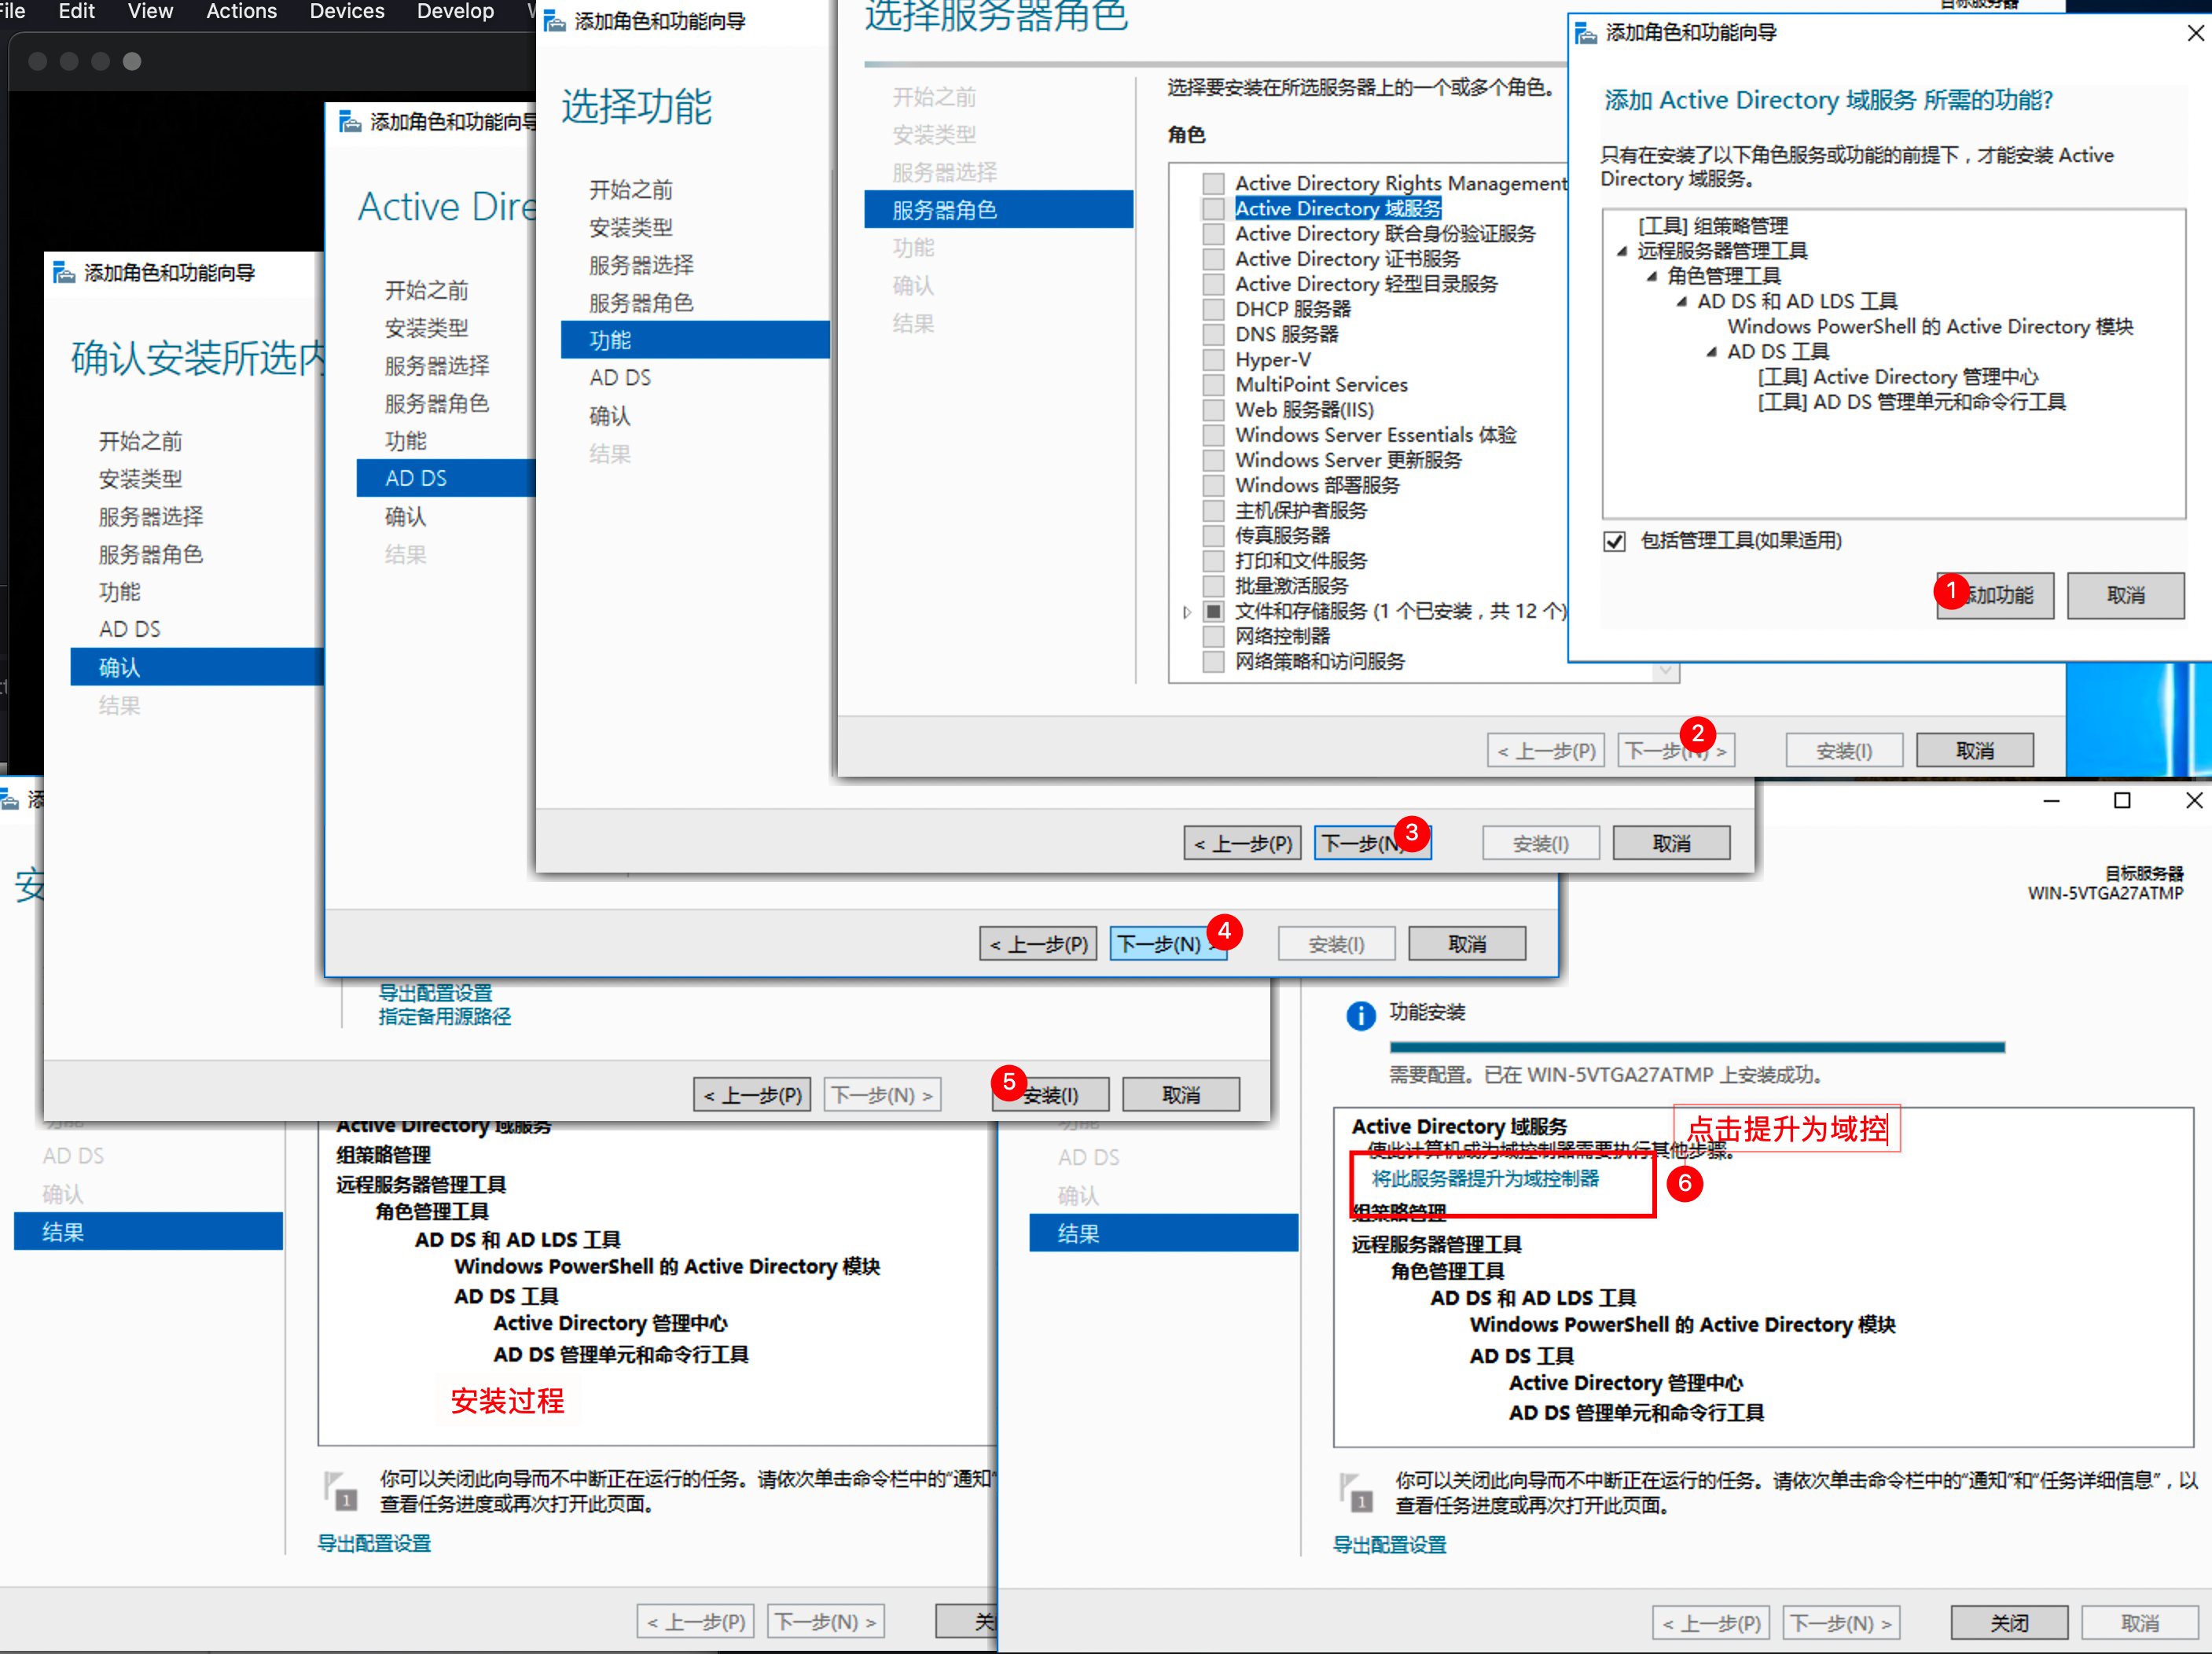 File Edit View Actions Devices Develop
添加角色和功能向导
选择功能
开始之前
安装类型
服务器选择
服务器角色
功能
AD DS
确认
结果
< 上一步(P)
3
安装(I)
取消
选择服务器角色
目标服务器
开始之前
安装类型
服务器选择
服务器角色
功能
确认
结果
选择要安装在所选服务器上的一个或多个角色。
角色
Active Directory Rights Management
Active Directory 域服务
Active Directory 联合身份验证服务
Active Directory 证书服务
Active Directory 轻型目录服务
DHCP 服务器
DNS 服务器
Hyper-V
MultiPoint Services
Web 服务器(IIS)
Windows Server Essentials 体验
Windows Server 更新服务
Windows 部署服务
主机保护者服务
传真服务器
打印和文件服务
批量激活服务
文件和存储服务 (1 个已安装，共 12 个)
网络控制器
网络策略和访问服务
< 上一步(P)
下一步(N) >
2
安装(I)
取消
添加角色和功能向导
添加 Active Directory 域服务 所需的功能?
只有在安装了以下角色服务或功能的前提下，才能安装 Active
Directory 域服务。
[工具] 组策略管理
远程服务器管理工具
角色管理工具
AD DS 和 AD LDS 工具
Windows PowerShell 的 Active Directory 模块
AD DS 工具
[工具] Active Directory 管理中心
[工具] AD DS 管理单元和命令行工具
包括管理工具(如果适用)
1
加功能
取消
添加角色和功能向导
Active Dire
开始之前
安装类型
服务器选择
服务器角色
功能
AD DS
确认
结果
< 上一步(P)
下一步(N)
4
安装(I)
取消
添加角色和功能向导
确认安装所选内
开始之前
安装类型
服务器选择
服务器角色
功能
AD DS
确认
结果
导出配置设置
指定备用源路径
< 上一步(P)
下一步(N) >
5
安装(I)
取消
添
安
功能
AD DS
确认
结果
Active Directory 域服务
组策略管理
远程服务器管理工具
角色管理工具
AD DS 和 AD LDS 工具
Windows PowerShell 的 Active Directory 模块
AD DS 工具
Active Directory 管理中心
AD DS 管理单元和命令行工具
安装过程
1
你可以关闭此向导而不中断正在运行的任务。请依次单击命令栏中的“通知”
查看任务进度或再次打开此页面。
导出配置设置
< 上一步(P)
下一步(N) >
关
目标服务器
WIN-5VTGA27ATMP
功能安装
需要配置。已在 WIN-5VTGA27ATMP 上安装成功。
功能
AD DS
确认
结果
Active Directory 域服务
点击提升为域控
使此计算机成为域控制器需要执行其他步骤。
将此服务器提升为域控制器
6
组策略管理
远程服务器管理工具
角色管理工具
AD DS 和 AD LDS 工具
Windows PowerShell 的 Active Directory 模块
AD DS 工具
Active Directory 管理中心
AD DS 管理单元和命令行工具
1
你可以关闭此向导而不中断正在运行的任务。请依次单击命令栏中的“通知”和“任务详细信息”，以
查看任务进度或再次打开此页面。
导出配置设置
< 上一步(P)
下一步(N) >
关闭
取消